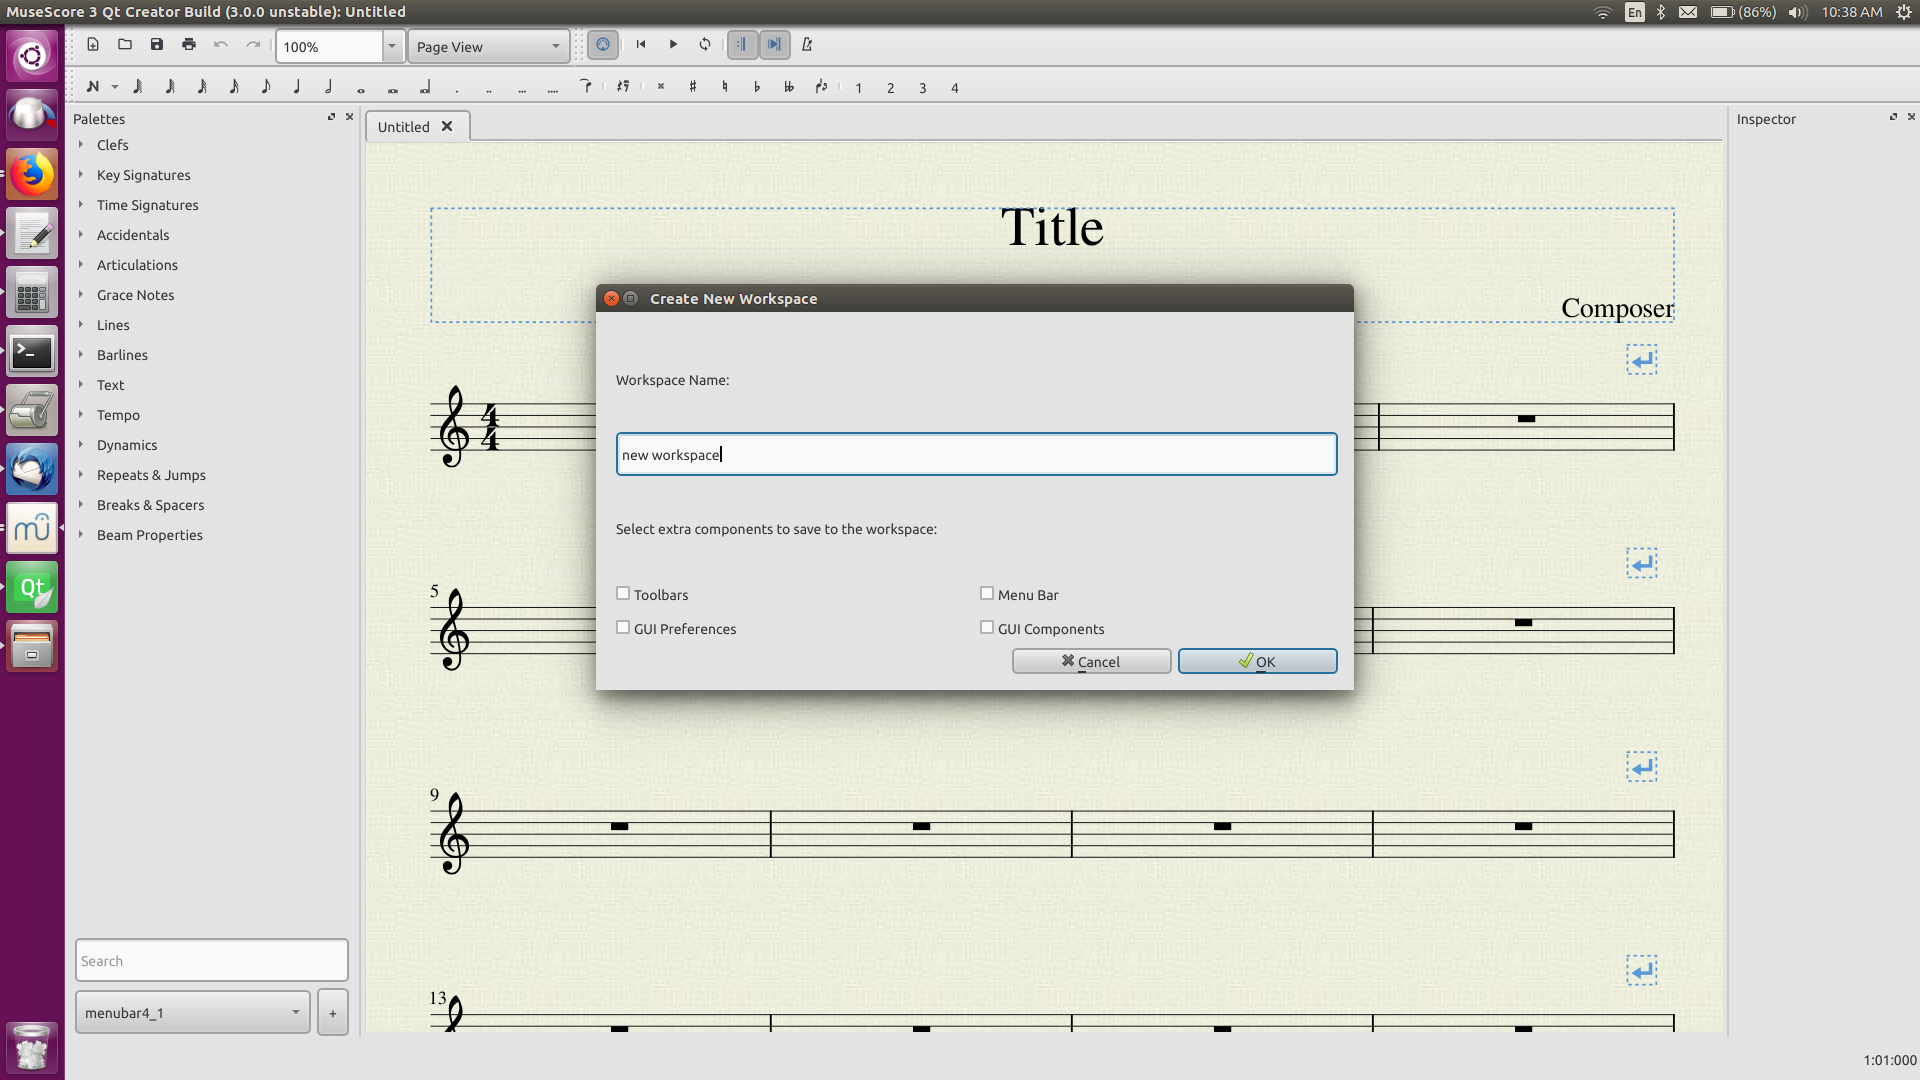 MuseScore 3 Qt Creator Build (3.0.0 unstable): Untitled
En
(86%)
10:38 AM
100%
Page View
1 2 3 4
Palettes
Clefs
Key Signatures
Time Signatures
Accidentals
Articulations
Grace Notes
Lines
Barlines
Text
Tempo
Dynamics
Repeats & Jumps
Breaks & Spacers
Beam Properties
Search
menubar4_1
+
Untitled
Title
Composer
4
4
5
9
13
Create New Workspace
Workspace Name:
new workspace
Select extra components to save to the workspace:
Toolbars
Menu Bar
GUI Preferences
GUI Components
Cancel
OK
Inspector
mu
Qt
1:01:000